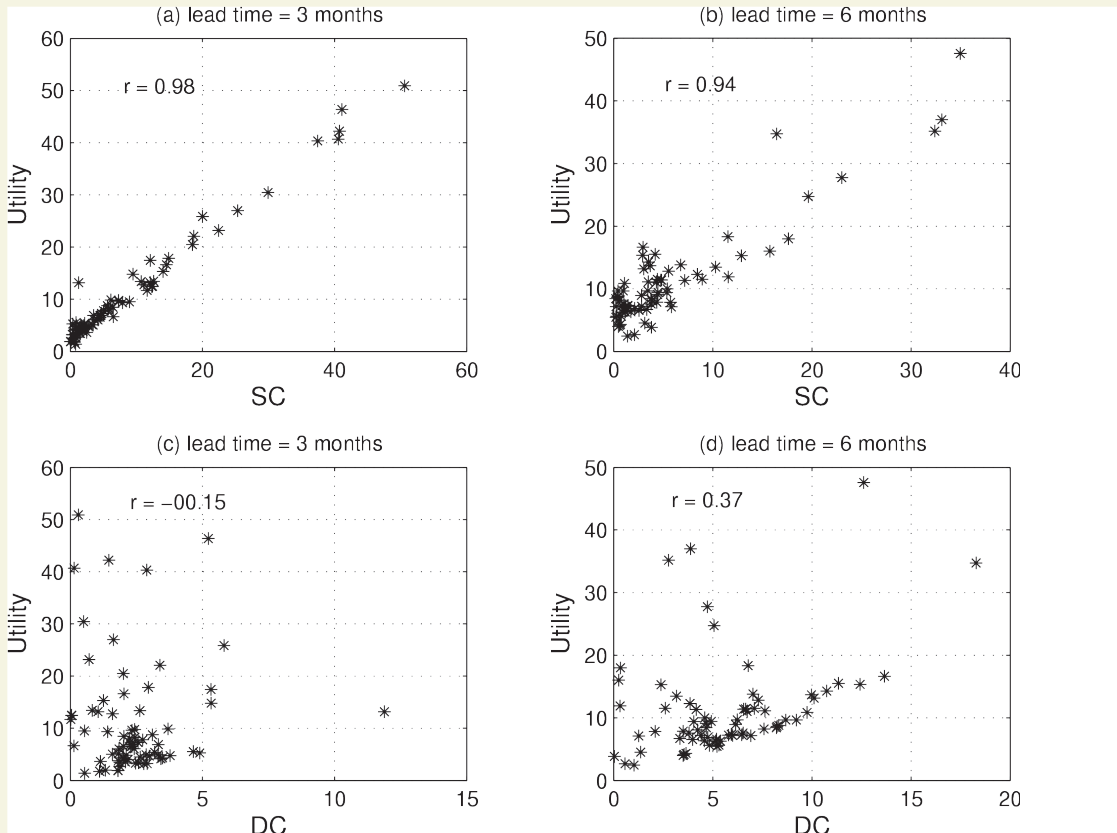 (a) lead time = 3 months
60
50
40
30
20
10
0
Utility
r = 0.98
0 20 40 60
SC
(b) lead time = 6 months
50
40
30
20
10
0
Utility
r = 0.94
0 10 20 30 40
SC
(c) lead time = 3 months
60
50
40
30
20
10
0
Utility
r = −00.15
0 5 10 15
DC
(d) lead time = 6 months
50
40
30
20
10
0
Utility
r = 0.37
0 5 10 15 20
DC